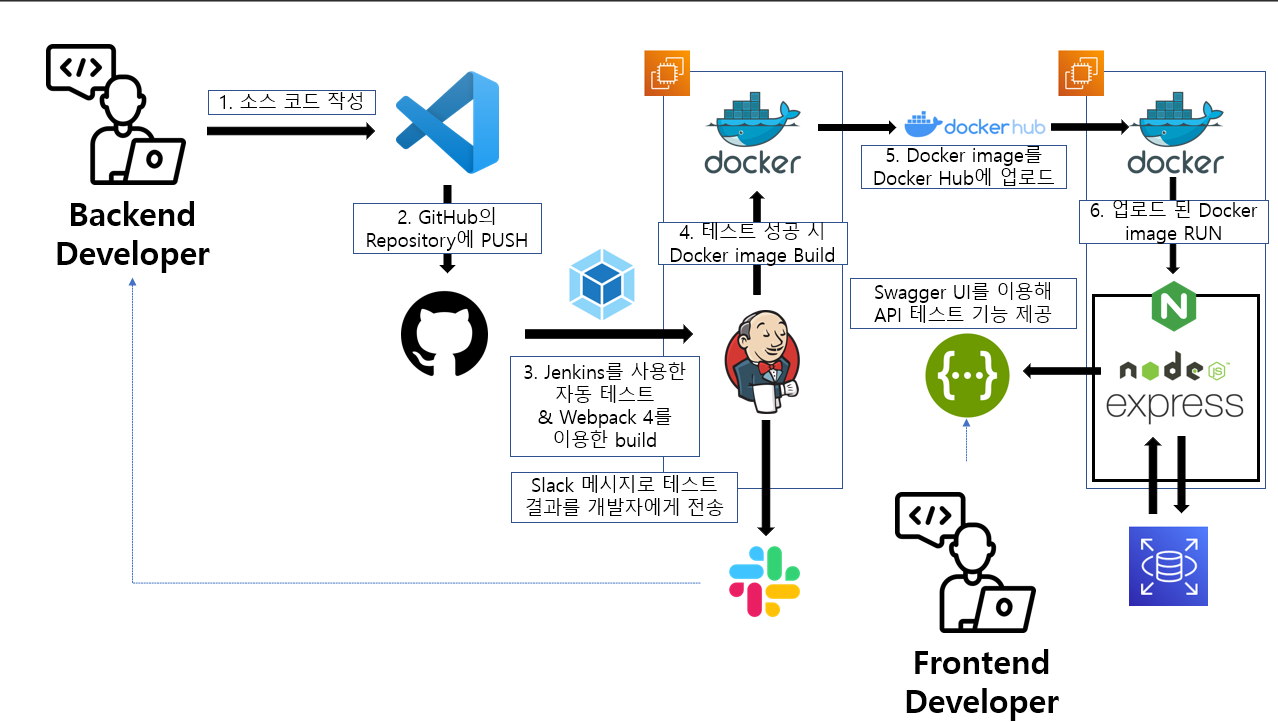 1. 소스 코드 작성
Backend
Developer
2. GitHub의
Repository에 PUSH
3. Jenkins를 사용한
자동 테스트
& Webpack 4를
이용한 build
Slack 메시지로 테스트
결과를 개발자에게 전송
docker
4. 테스트 성공 시
Docker image Build
dockerhub
5. Docker image를
Docker Hub에 업로드
docker
6. 업로드 된 Docker
image RUN
Swagger UI를 이용해
API 테스트 기능 제공
{...}
N
node
JS
express
Frontend
Developer